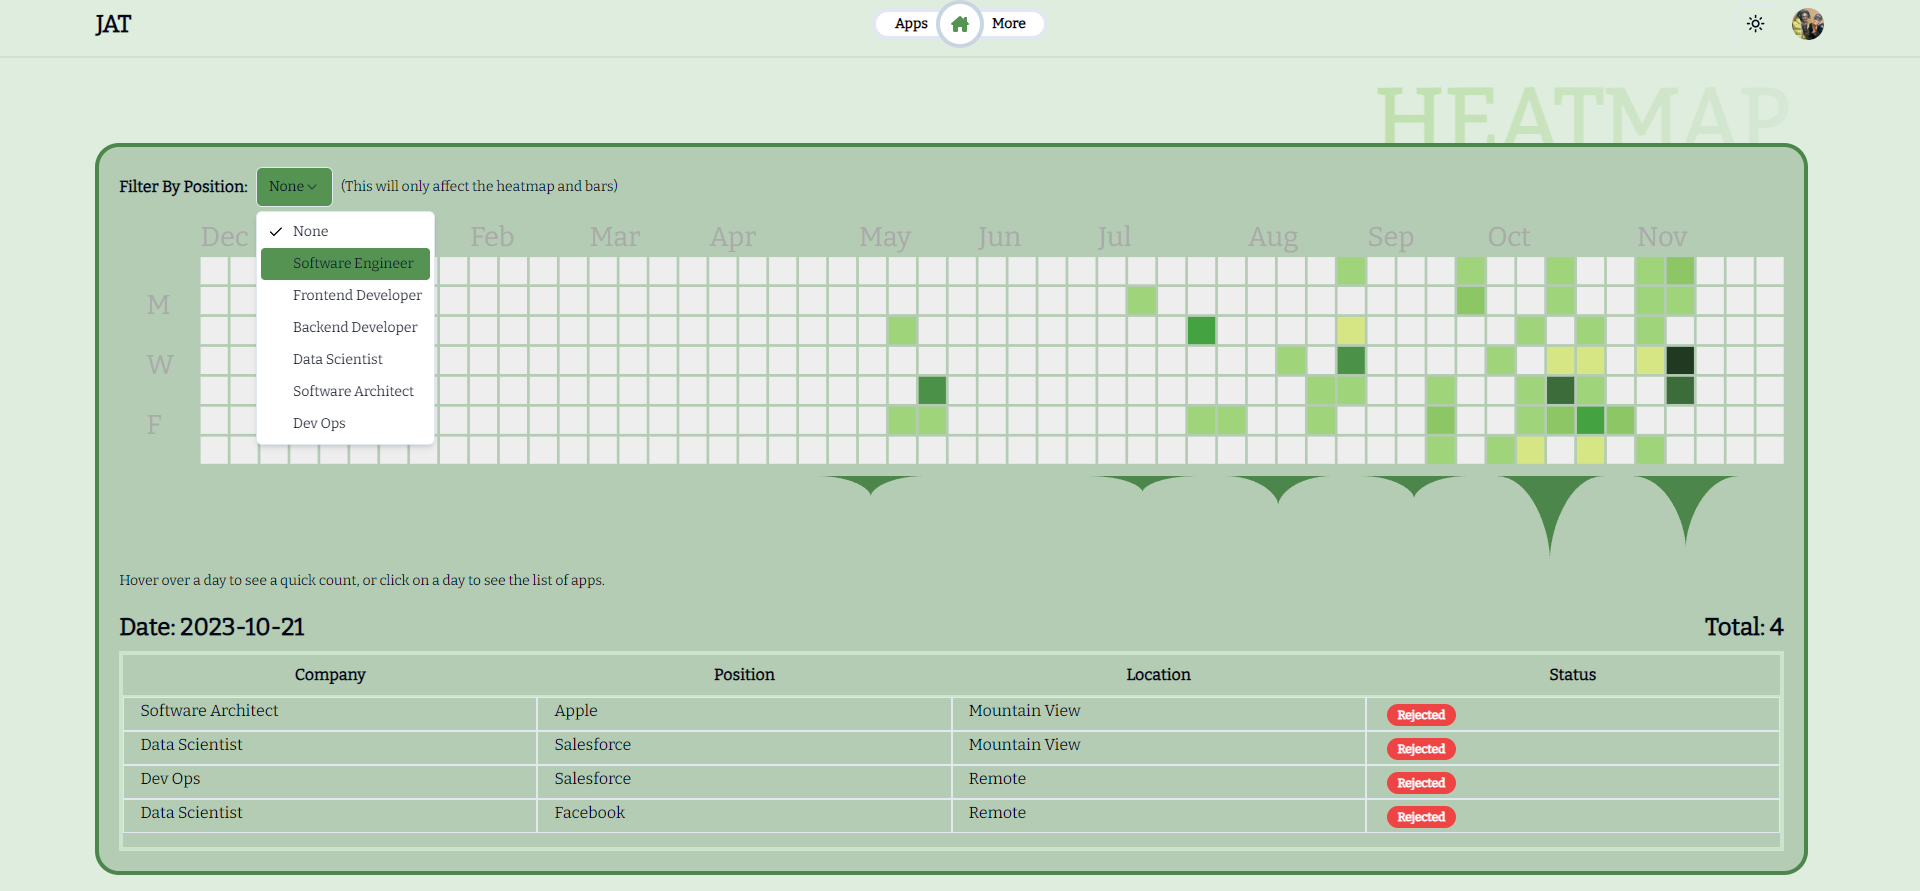 JAT
Apps
More
HEATMAP
Filter By Position:
None
(This will only affect the heatmap and bars)
None
Software Engineer
Frontend Developer
Backend Developer
Data Scientist
Software Architect
Dev Ops
Dec
Feb
Mar
Apr
May
Jun
Jul
Aug
Sep
Oct
Nov
M
W
F
Hover over a day to see a quick count, or click on a day to see the list of apps.
Date: 2023-10-21
Total: 4
Company
Position
Location
Status
Software Architect
Apple
Mountain View
Rejected
Data Scientist
Salesforce
Mountain View
Rejected
Dev Ops
Salesforce
Remote
Rejected
Data Scientist
Facebook
Remote
Rejected